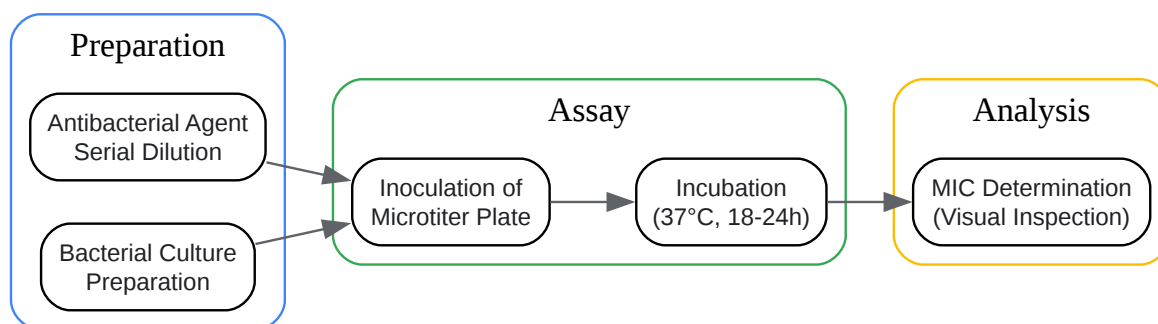 Preparation
Antibacterial Agent
Serial Dilution
Bacterial Culture
Preparation
Assay
Inoculation of
Microtiter Plate
Incubation
(37°C, 18-24h)
Analysis
MIC Determination
(Visual Inspection)